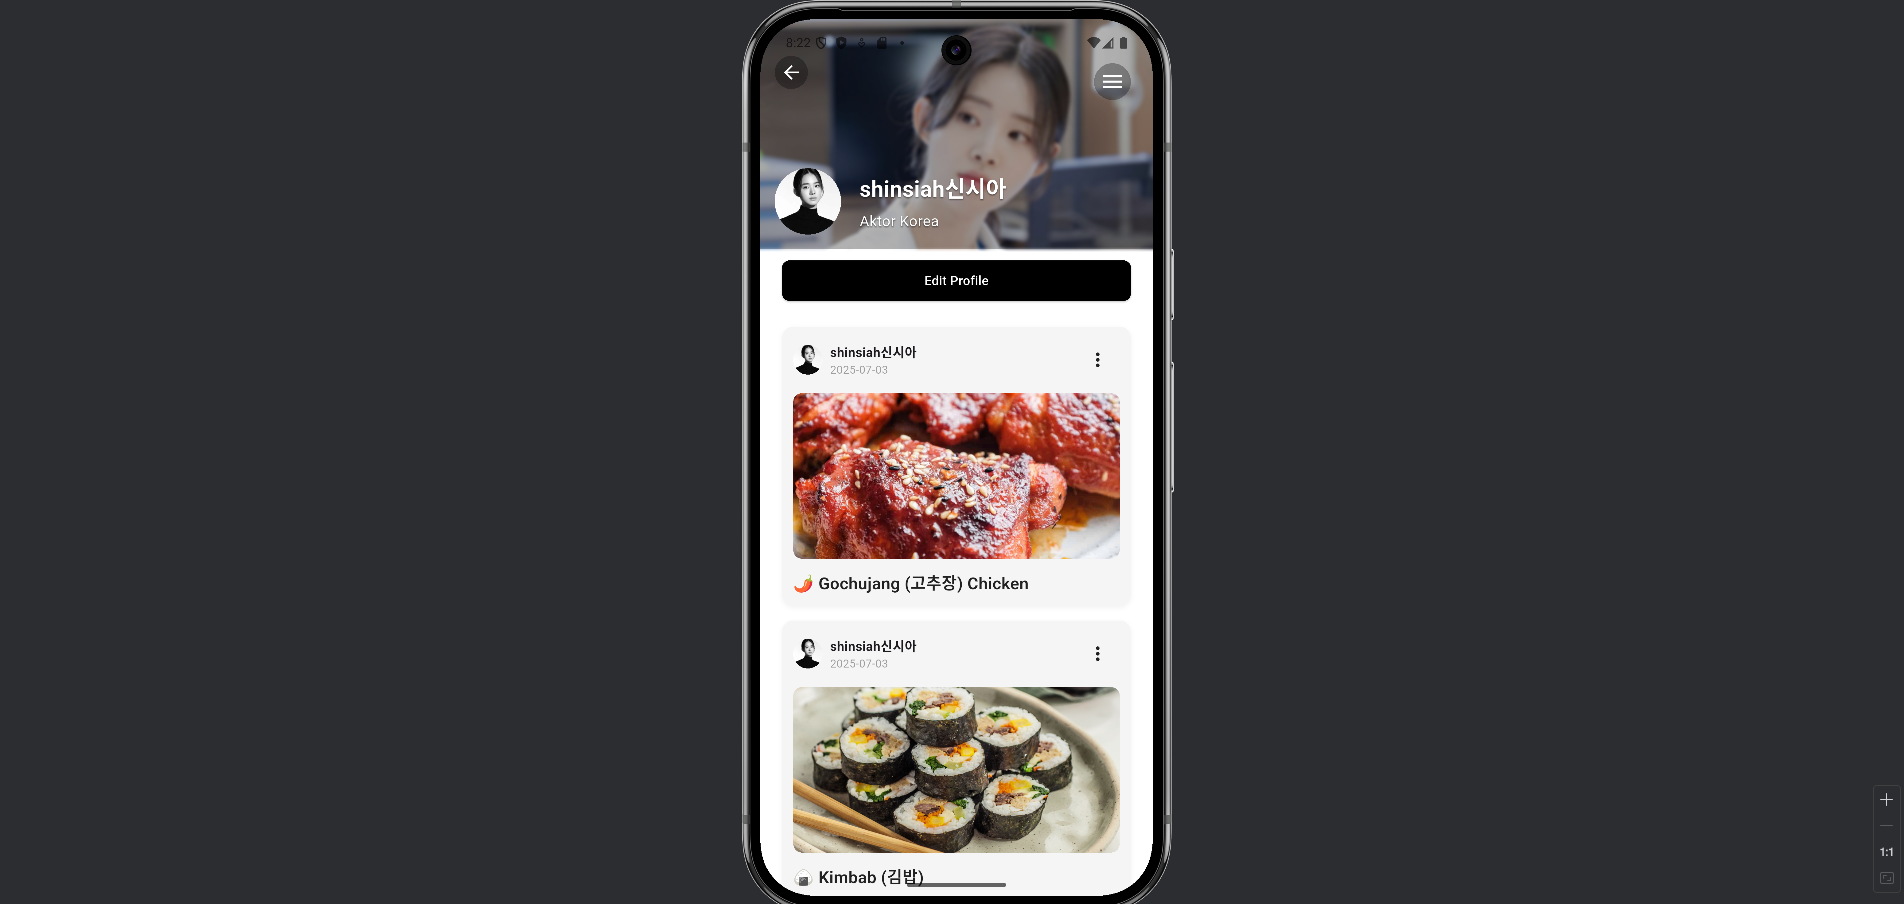 8:22
shinsiah신시아
Aktor Korea
Edit Profile
shinsiah신시아
2025-07-03
🌶️ Gochujang (고추장) Chicken
shinsiah신시아
2025-07-03
🍙 Kimbab (김밥)
1:1